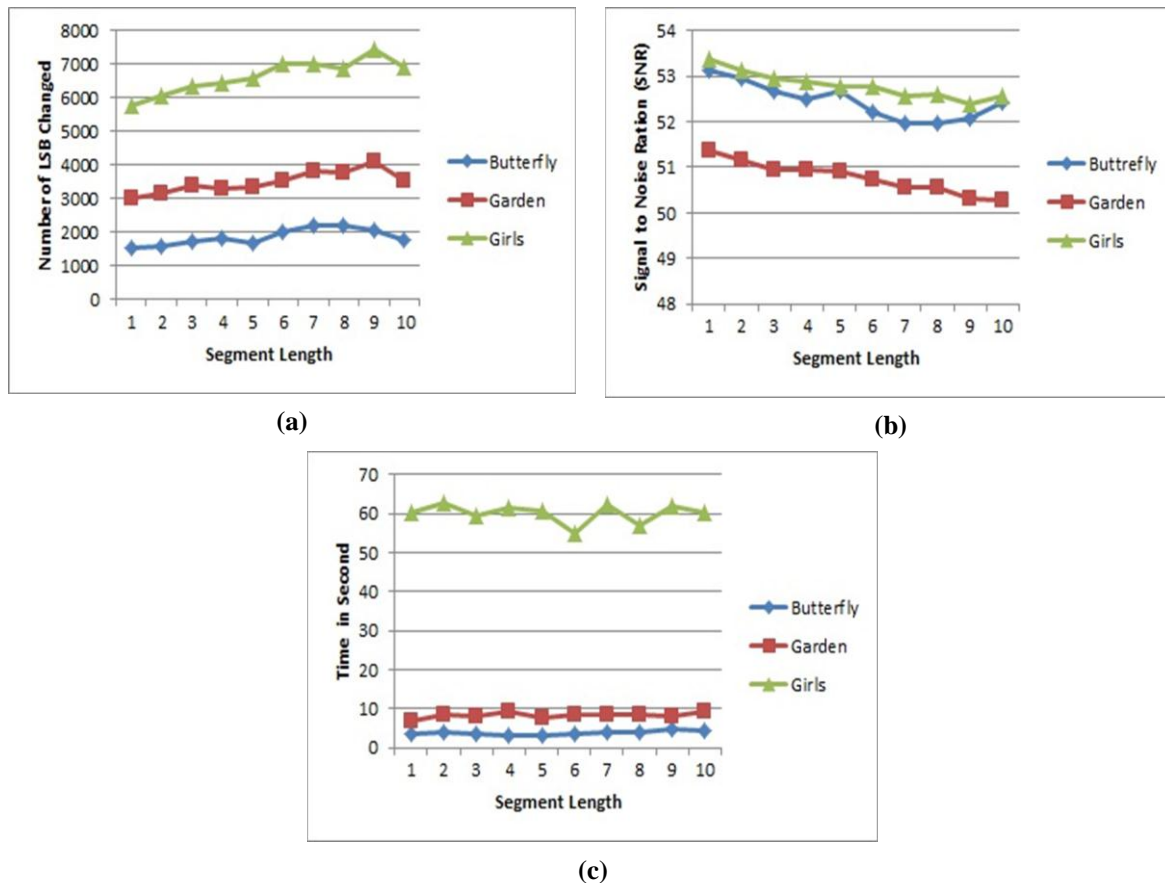 8000
7000
6000
5000
4000
3000
2000
1000
0
Number of LSB Changed
1 2 3 4 5 6 7 8 9 10
Segment Length
Butterfly
Garden
Girls
(a)
54
53
52
51
50
49
48
Signal to Noise Ration (SNR)
1 2 3 4 5 6 7 8 9 10
Segment Length
Buttrefly
Garden
Girls
(b)
70
60
50
40
30
20
10
0
Time in Second
1 2 3 4 5 6 7 8 9 10
Segment Length
Butterfly
Garden
Girls
(c)